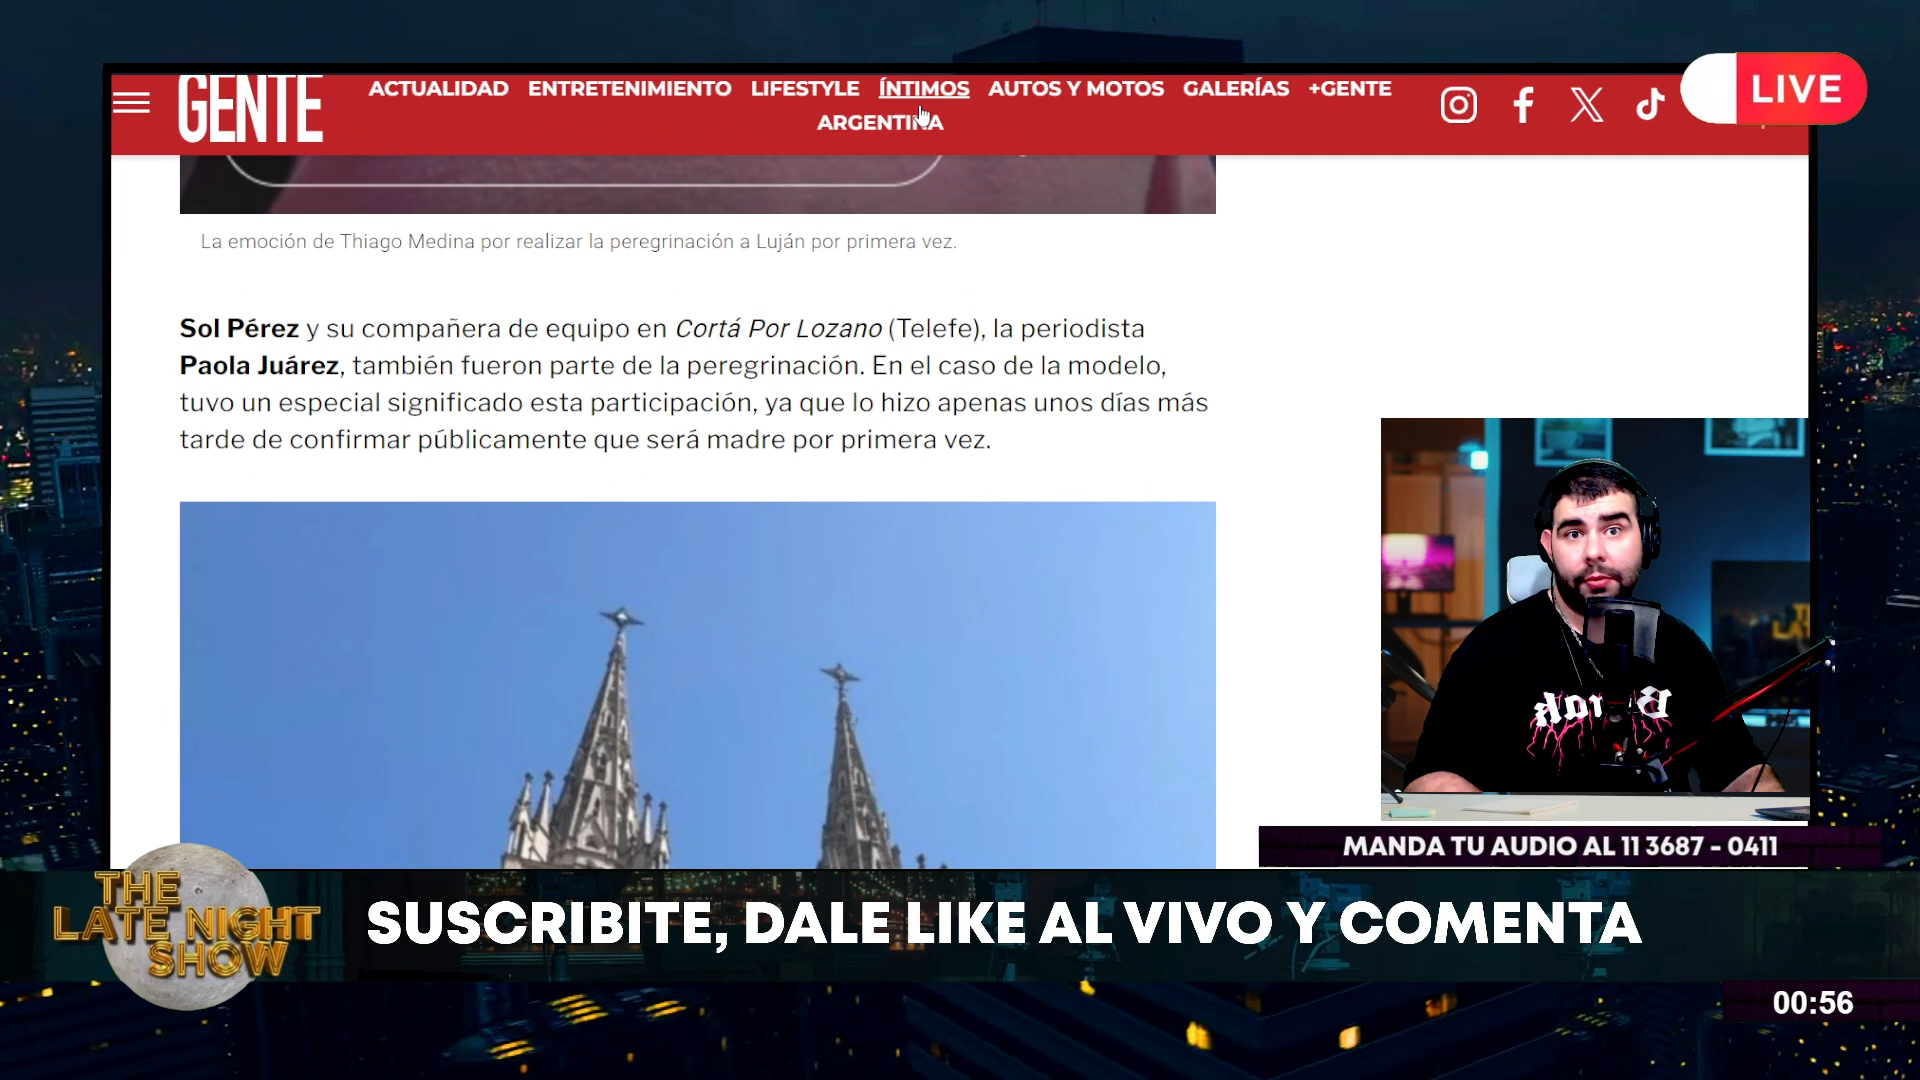 GENTE
ACTUALIDAD ENTRETENIMIENTO LIFESTYLE ÍNTIMOS AUTOS Y MOTOS GALERÍAS +GENTE
ARGENTINA
LIVE
La emoción de Thiago Medina por realizar la peregrinación a Luján por primera vez.
Sol Pérez y su compañera de equipo en Cortá Por Lozano (Telefe), la periodista
Paola Juárez, también fueron parte de la peregrinación. En el caso de la modelo,
tuvo un especial significado esta participación, ya que lo hizo apenas unos días más
tarde de confirmar públicamente que será madre por primera vez.
MANDA TU AUDIO AL 11 3687 - 0411
THE
LATE NIGHT
SHOW
SUSCRIBITE, DALE LIKE AL VIVO Y COMENTA
00:56